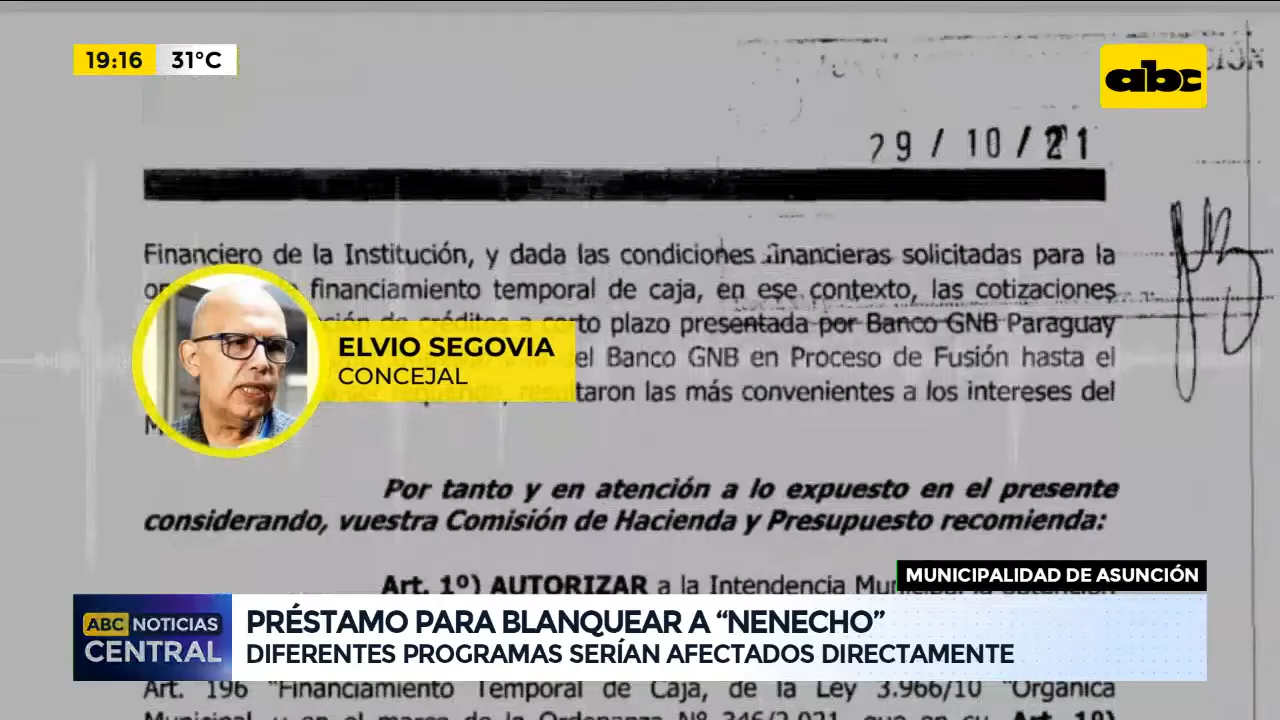 19:16 31°C
abc
29 / 10 / 21
Financiero de la Institución, y dada las condiciones financieras solicitadas para la
financiamiento temporal de caja, en ese contexto, las cotizaciones
de créditos a corto plazo presentada por Banco GNB Paraguay
del Banco GNB en Proceso de Fusión hasta el
resultaron las más convenientes a los intereses del
ELVIO SEGOVIA
CONCEJAL
Por tanto y en atención a lo expuesto en el presente
considerando, vuestra Comisión de Hacienda y Presupuesto recomienda:
Art. 1º) AUTORIZAR a la Intendencia
MUNICIPALIDAD DE ASUNCIÓN
ABC NOTICIAS
CENTRAL
PRÉSTAMO PARA BLANQUEAR A “NENECHO”
DIFERENTES PROGRAMAS SERÍAN AFECTADOS DIRECTAMENTE
Art. 196 "Financiamiento Temporal de Caja, de la Ley 3.966/10 "Orgánica